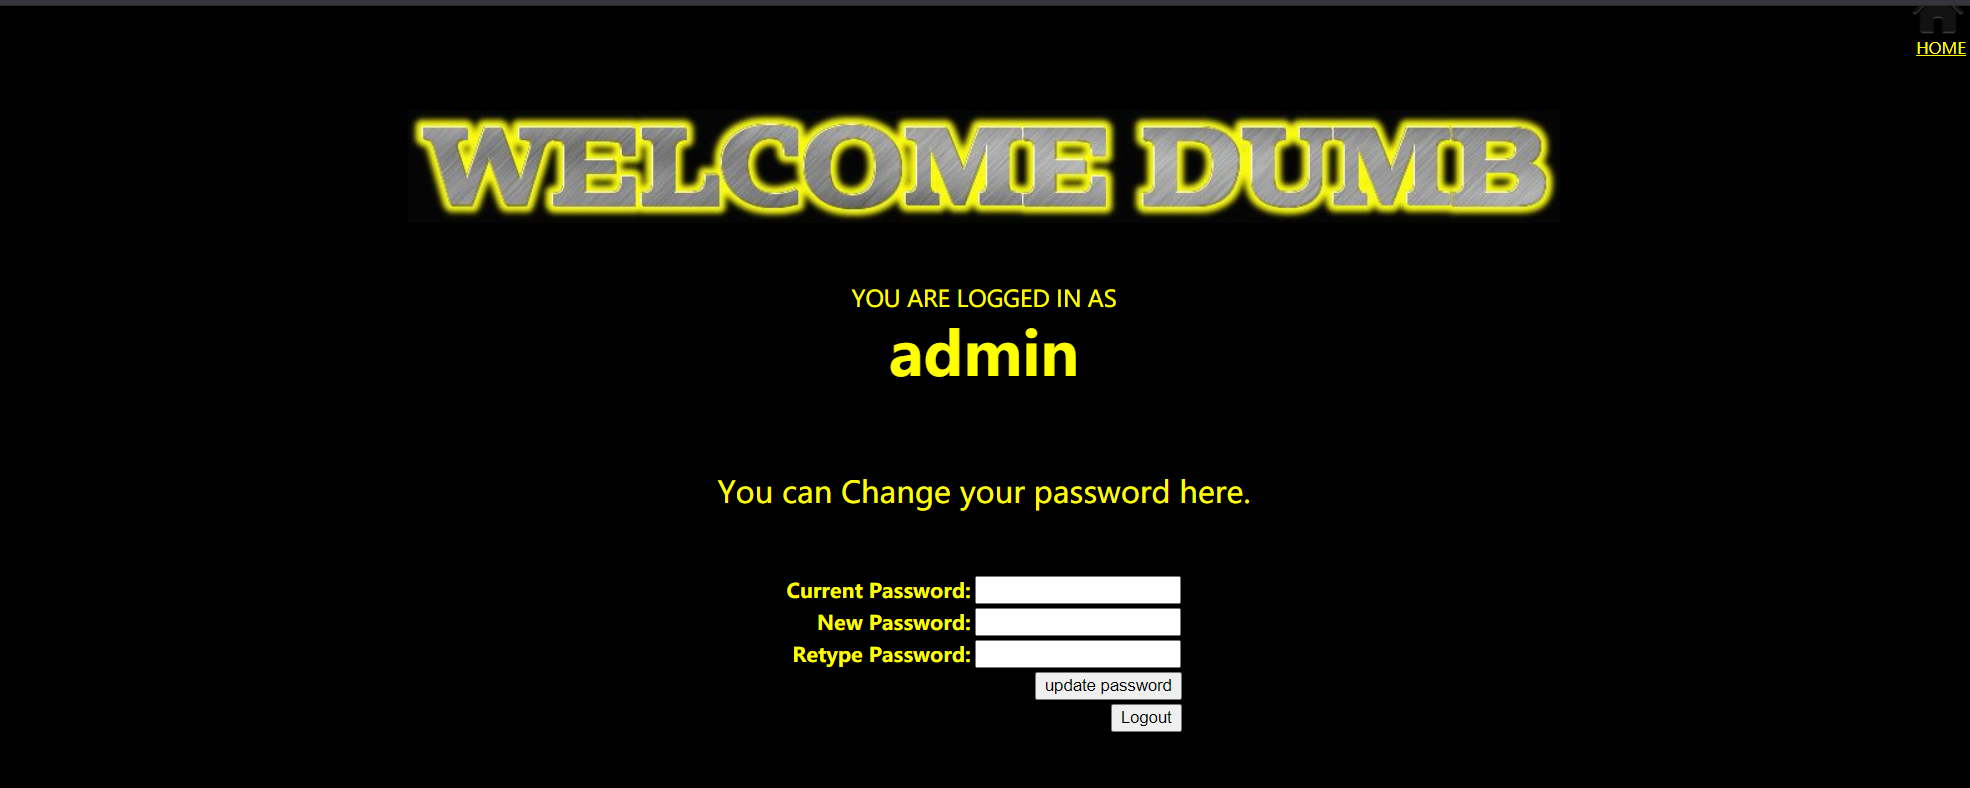 HOME
WELCOME DUMB
YOU ARE LOGGED IN AS
admin
You can Change your password here.
Current Password:
New Password:
Retype Password:
update password
Logout